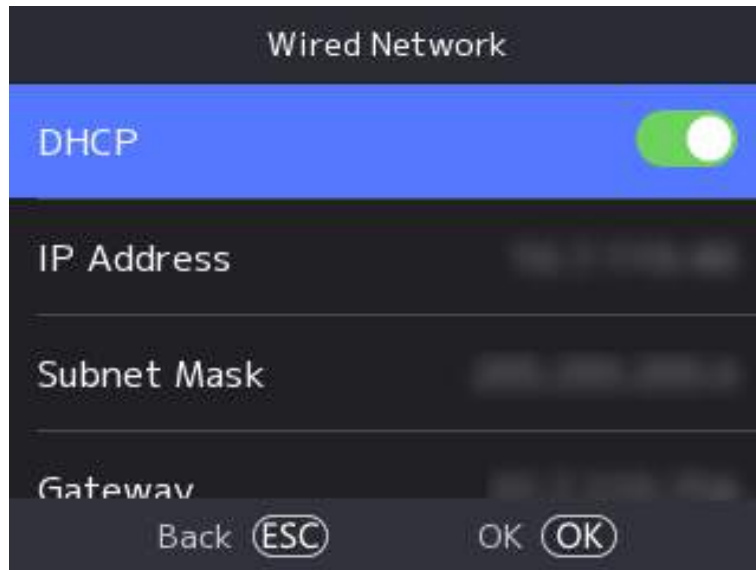 Wired Network
DHCP
IP Address
Subnet Mask
Gateway
Back ESC OK OK